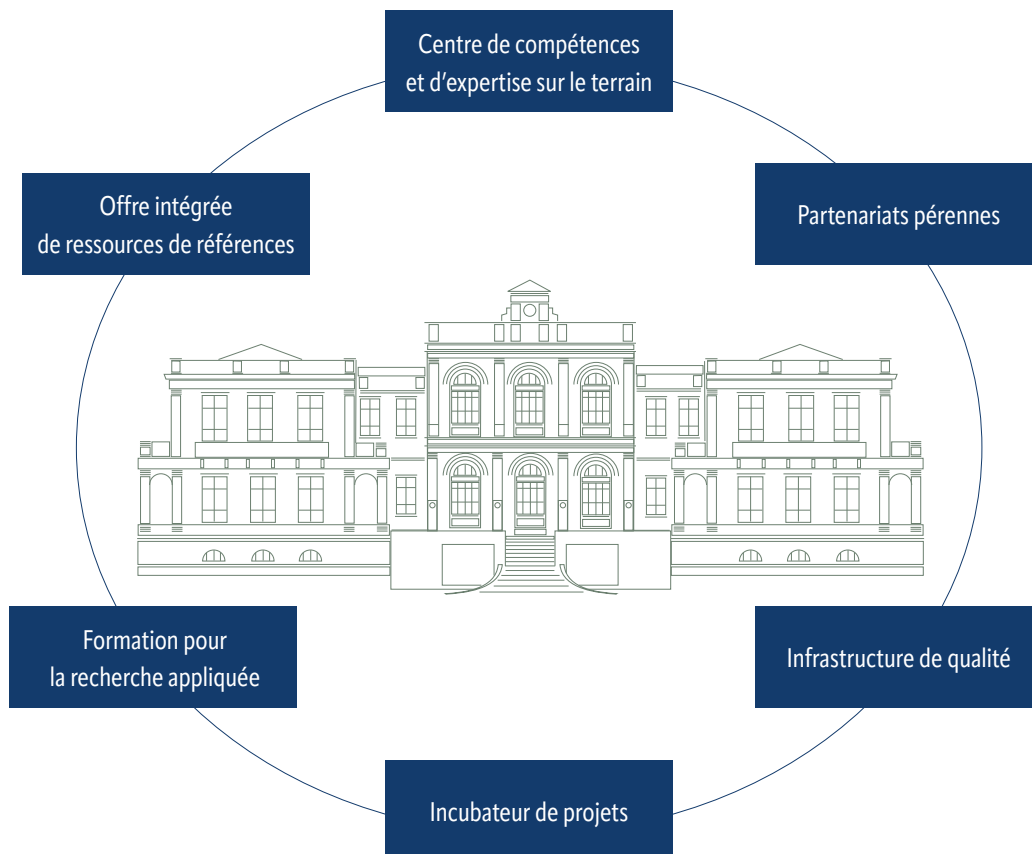 Centre de compétences
et d'expertise sur le terrain
Offre intégrée
de ressources de références
Partenariats pérennes
Formation pour
la recherche appliquée
Infrastructure de qualité
Incubateur de projets